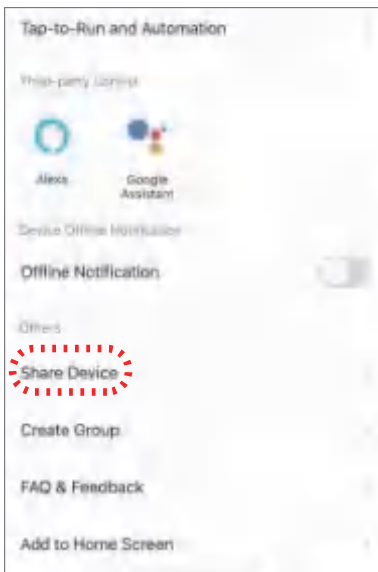 Tap-to-Run and Automation
Third-party Control
Alexa
Google
Assistant
Device Offline Notification
Offline Notification
Others
Share Device
Create Group
FAQ & Feedback
Add to Home Screen